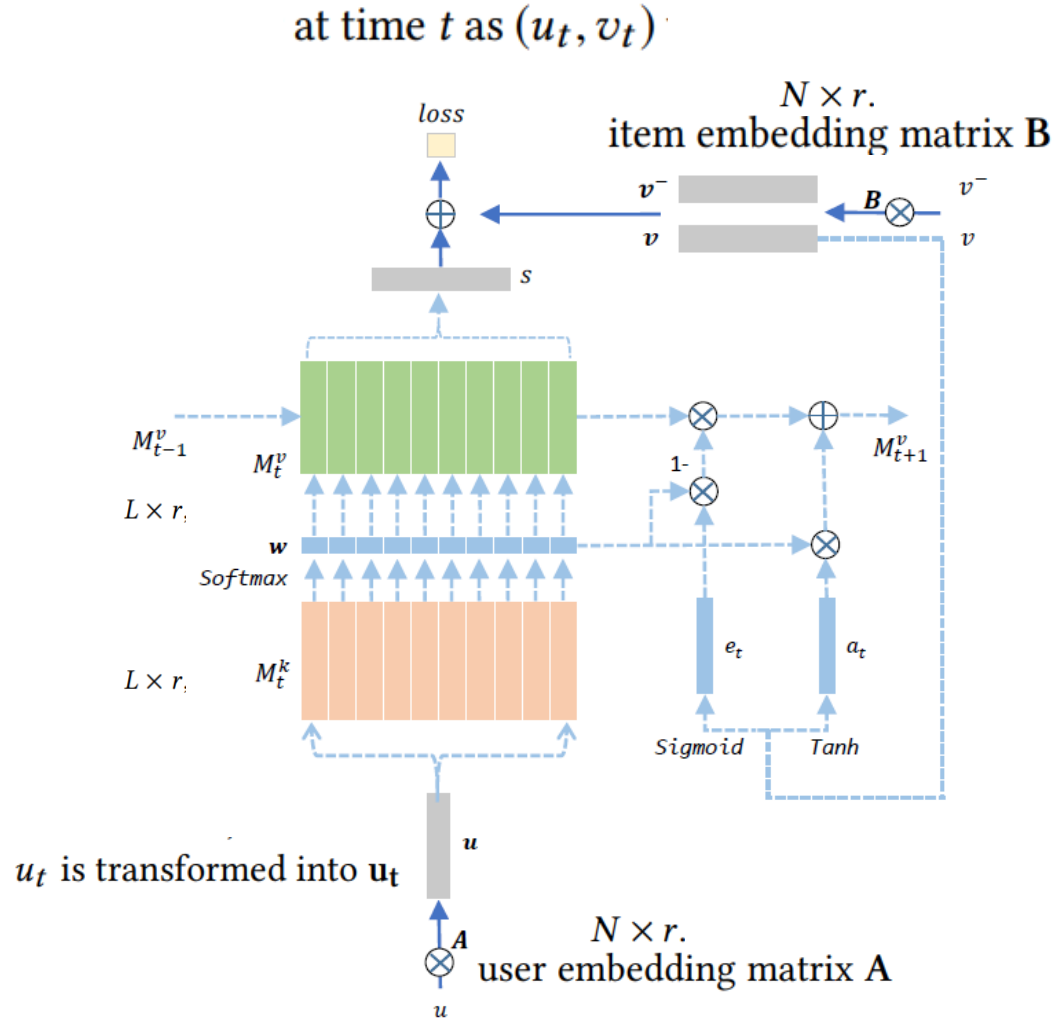 at time t as (u_t, v_t)
loss
N × r.
item embedding matrix B
v⁻
B
v⁻
v
v
s
M^v_{t-1}
M^v_t
1-
M^v_{t+1}
L × r,
w
Softmax
L × r,
M^k_t
e_t
a_t
Sigmoid
Tanh
u
u_t is transformed into u_t
A
N × r.
user embedding matrix A
u